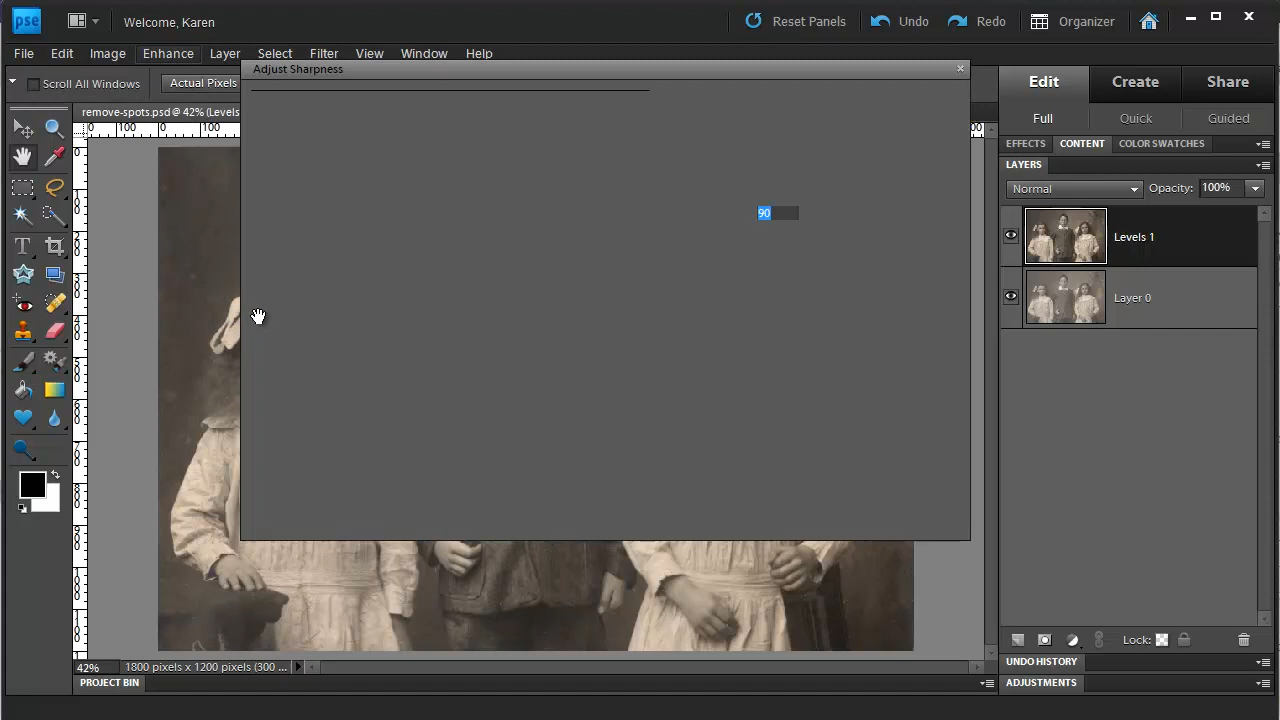 pse
Welcome, Karen
Reset Panels
Undo
Redo
Organizer
File Edit Image Enhance Layer Select Filter View Window Help
Scroll All Windows
Actual Pixels
Edit
Create
Share
Full
Quick
Guided
Adjust Sharpness
remove-spots.psd @ 42% (Levels
EFFECTS
CONTENT
COLOR SWATCHES
LAYERS
Normal
Opacity: 100%
90
Levels 1
Layer 0
Lock:
42%
1800 pixels x 1200 pixels (300 ...
UNDO HISTORY
PROJECT BIN
ADJUSTMENTS